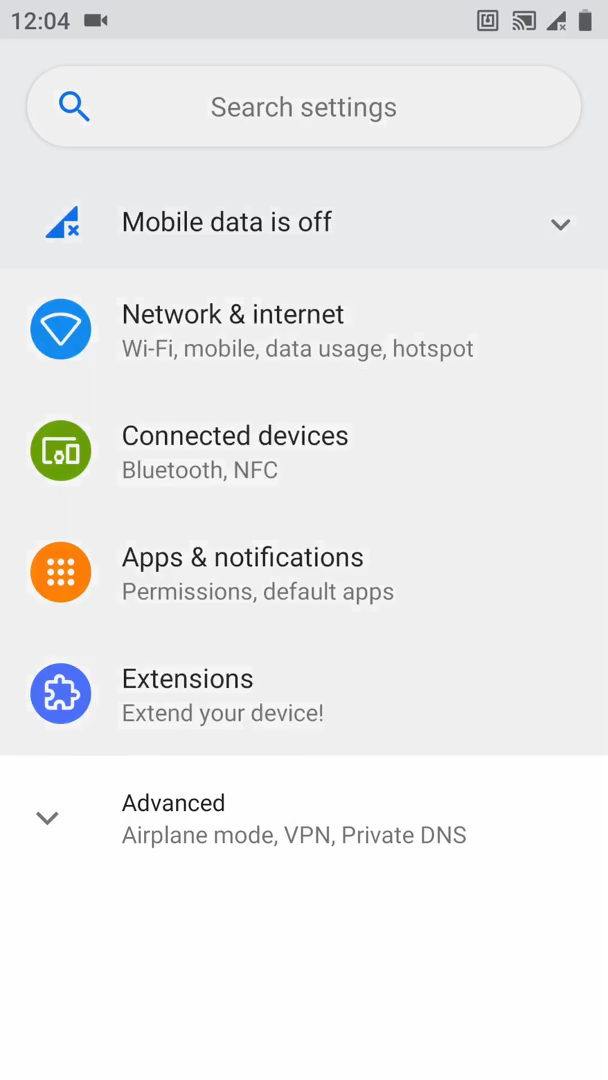 12:04
Search settings
Mobile data is off
Network & internet
Wi-Fi, mobile, data usage, hotspot
Connected devices
Bluetooth, NFC
Apps & notifications
Permissions, default apps
Extensions
Extend your device!
Advanced
Airplane mode, VPN, Private DNS